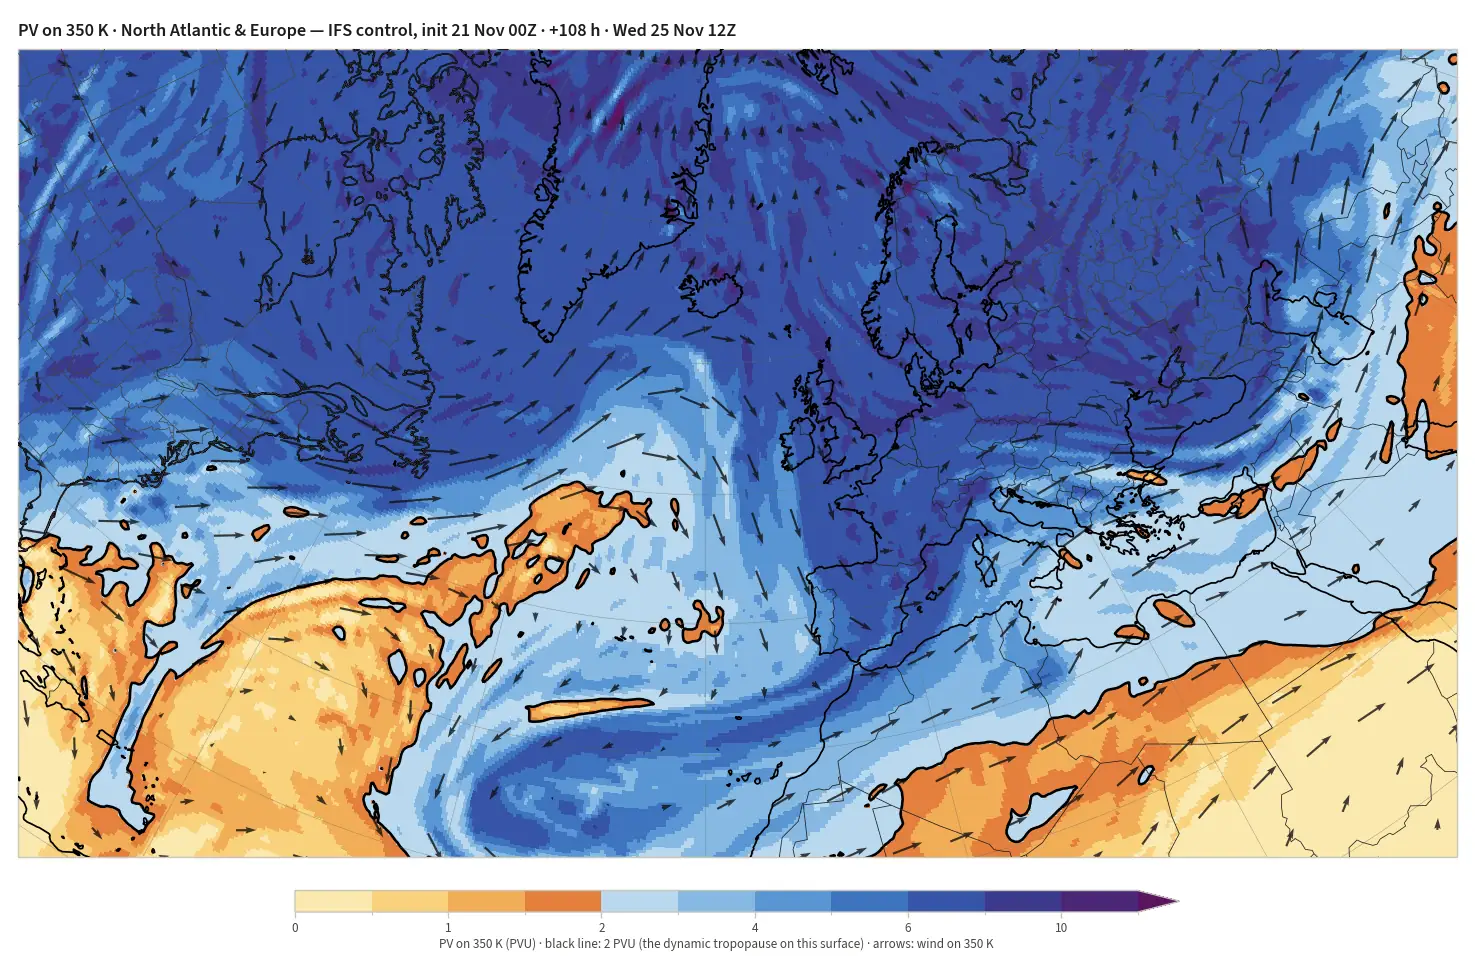 PV on 350 K · North Atlantic & Europe — IFS control, init 21 Nov 00Z · +108 h · Wed 25 Nov 12Z
0 1 2 4 6 10
PV on 350 K (PVU) · black line: 2 PVU (the dynamic tropopause on this surface) · arrows: wind on 350 K